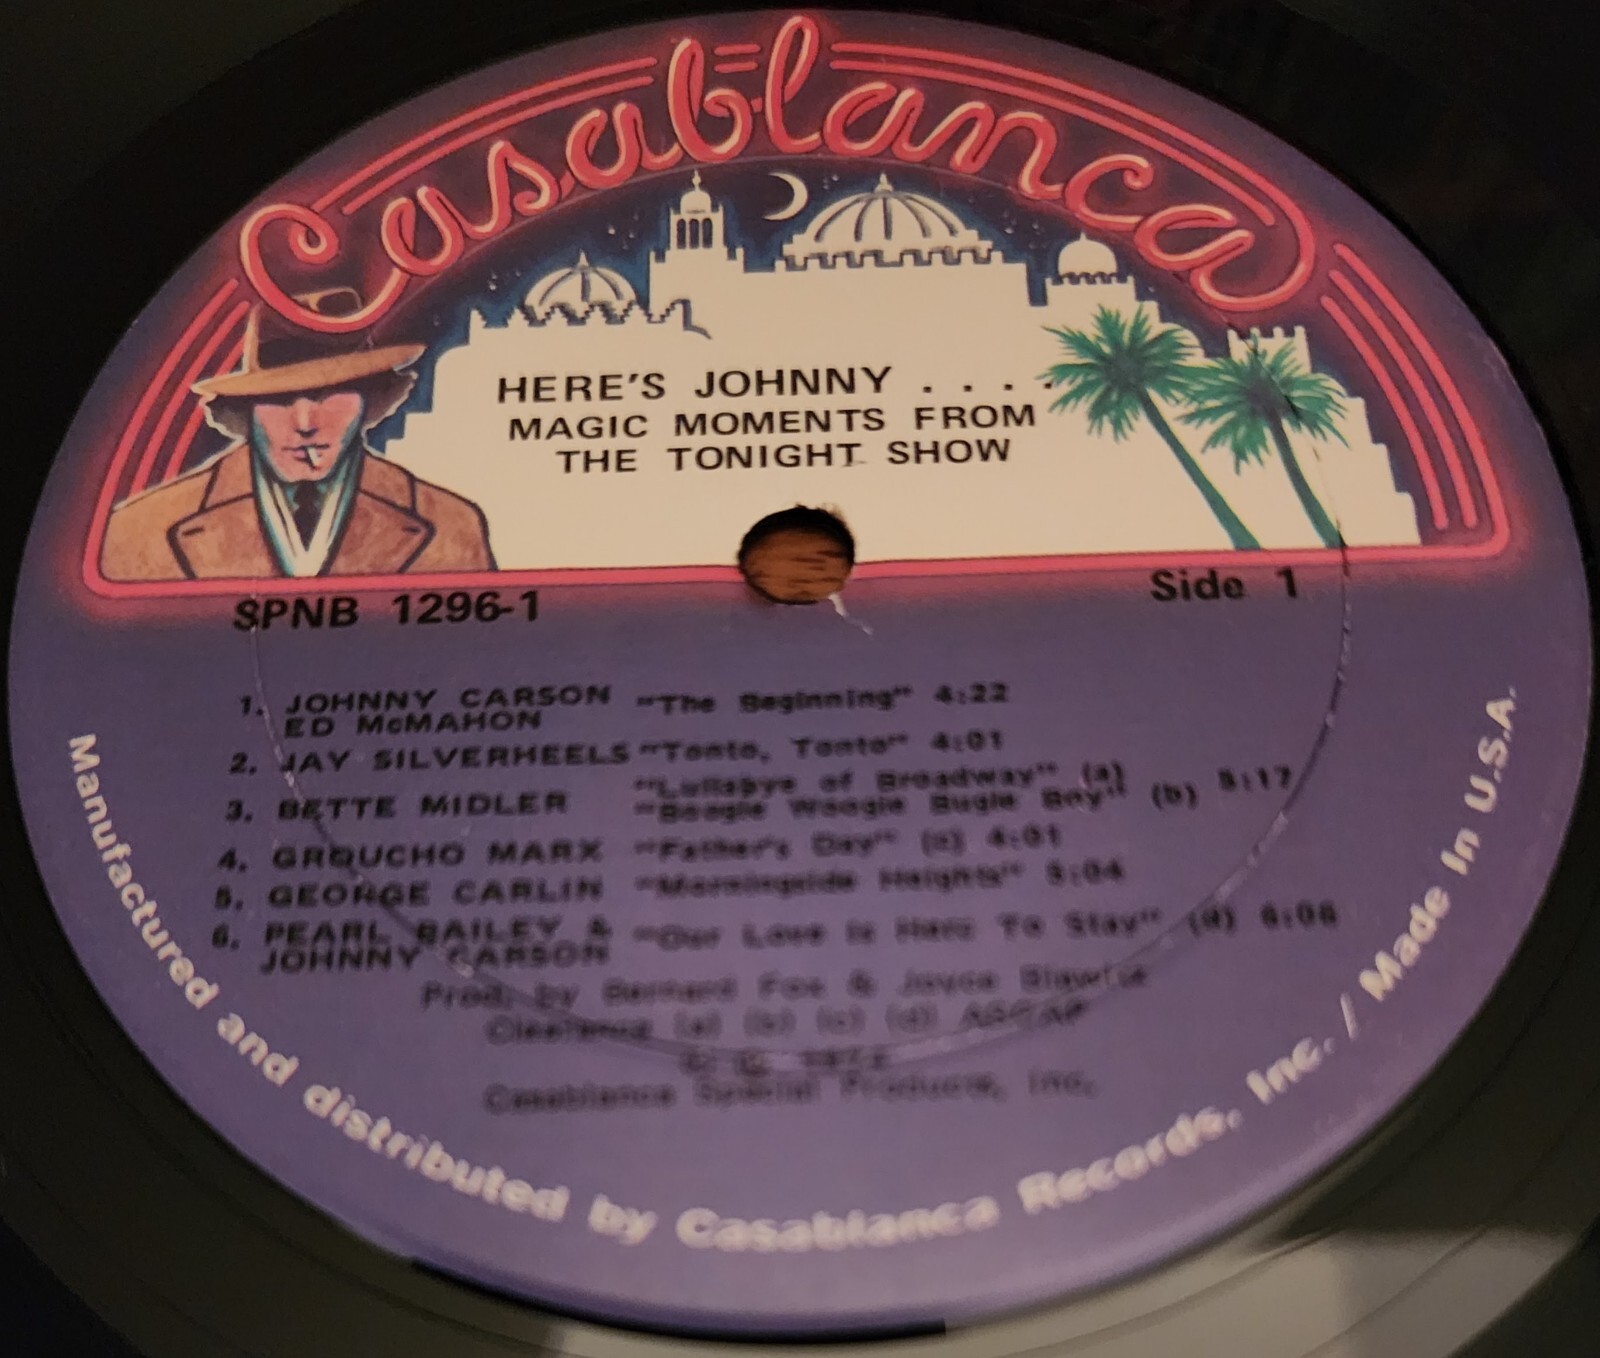 Casablanca
HERE'S JOHNNY . . . .
MAGIC MOMENTS FROM
THE TONIGHT SHOW
SPNB 1296-1
Side 1
1. JOHNNY CARSON "The Beginning" 4:22
ED McMAHON
2. JAY SILVERHEELS "Tonto, Tonto" 4:01
"Lullabye of Broadway" (a)
3. BETTE MIDLER "Boogie Woogie Bugle Boy" (b) 5:17
4. GROUCHO MARX "Father's Day" (c) 4:01
5. GEORGE CARLIN "Morningside Heights" 5:04
6. PEARL BAILEY & "Our Love Is Here To Stay" (d) 6:06
JOHNNY CARSON
Prod. by Bernard Fox & Joyce
Clearance (a) (b) (c) (d) ASCAP
Casablanca Special Products, Inc.
Manufactured and distributed by Casablanca Records, Inc. / Made In U.S.A.